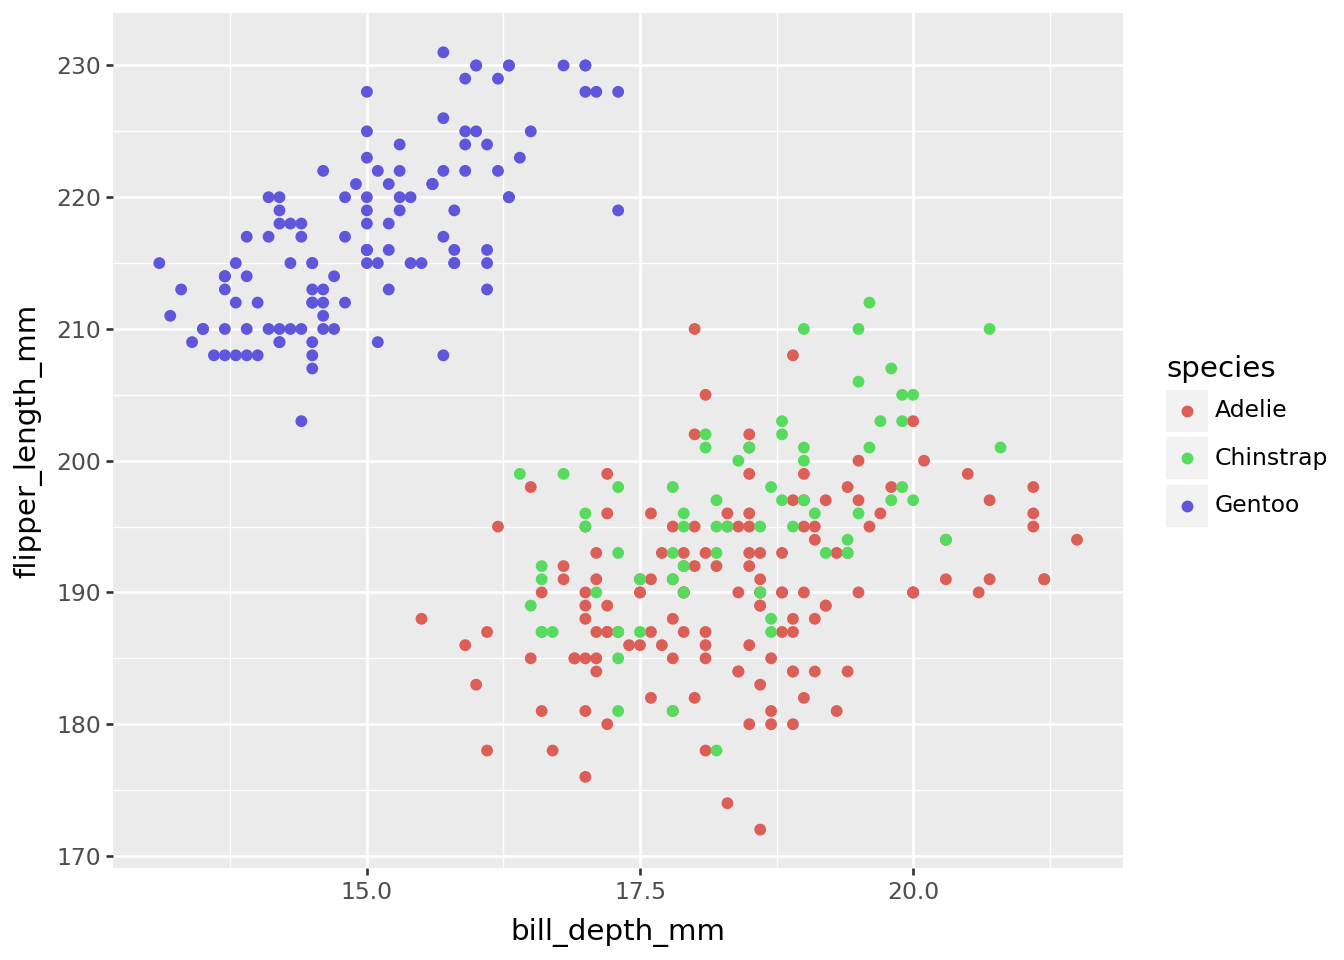 230
220
210
200
190
180
170
15.0
17.5
20.0
bill_depth_mm
flipper_length_mm
species
Adelie
Chinstrap
Gentoo